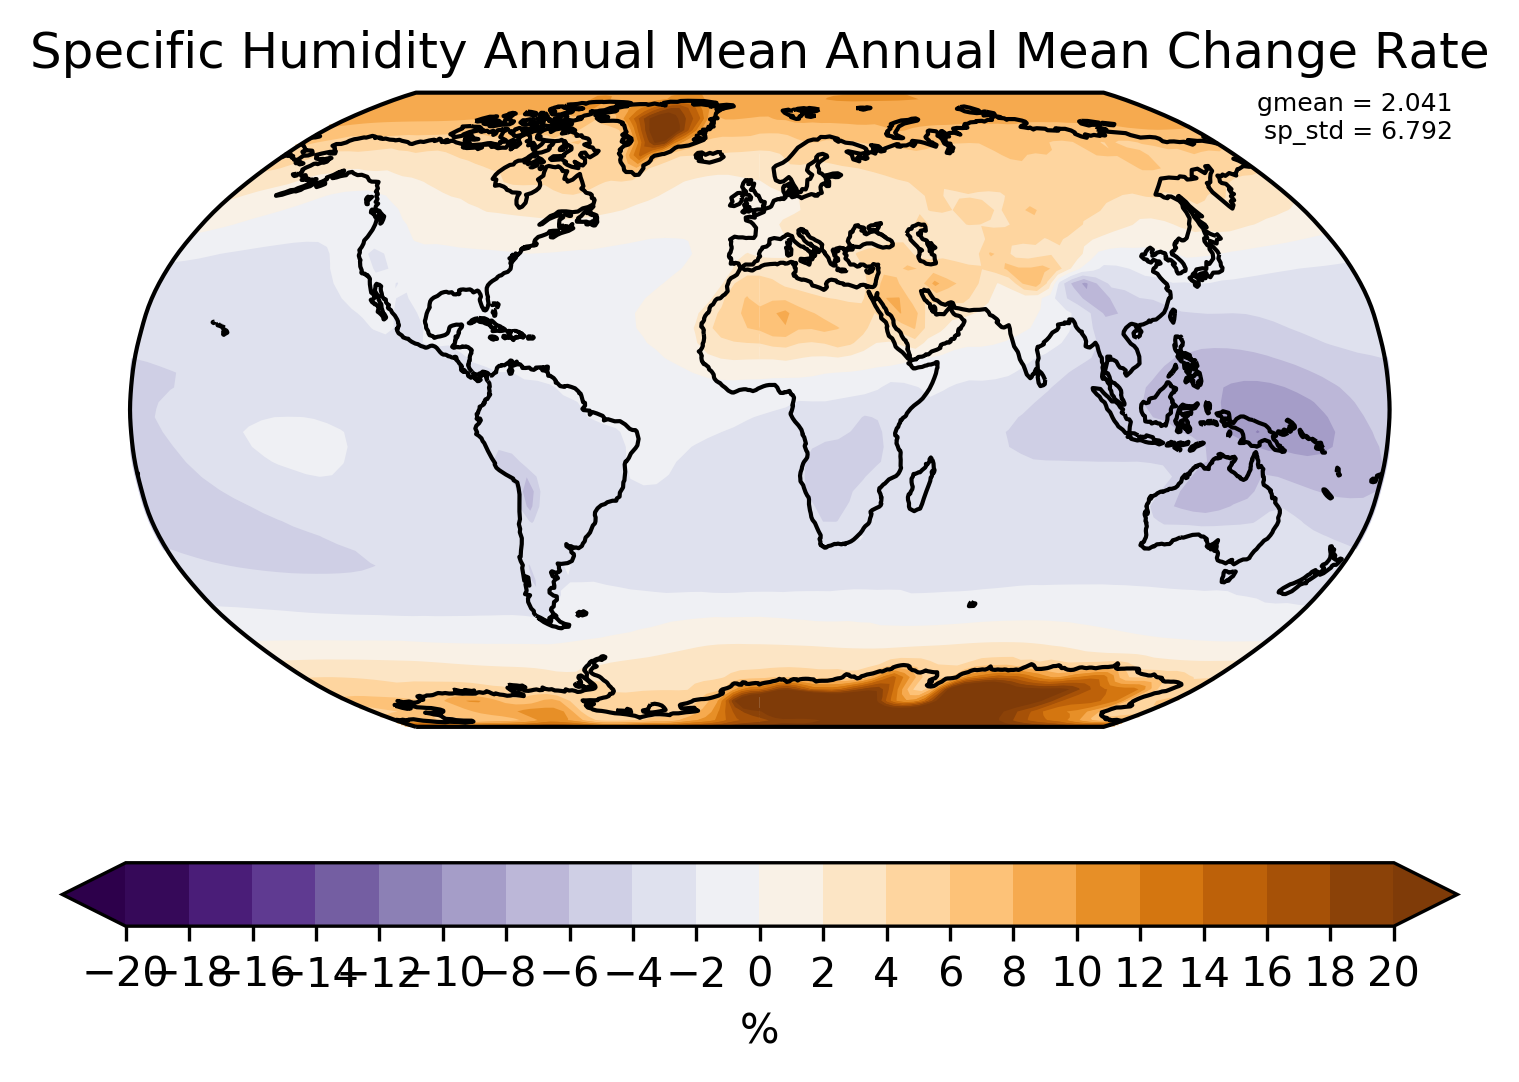 Specific Humidity Annual Mean Annual Mean Change Rate
gmean = 2.041
sp_std = 6.792
−20 −18 −16 −14 −12 −10 −8 −6 −4 −2 0 2 4 6 8 10 12 14 16 18 20
%